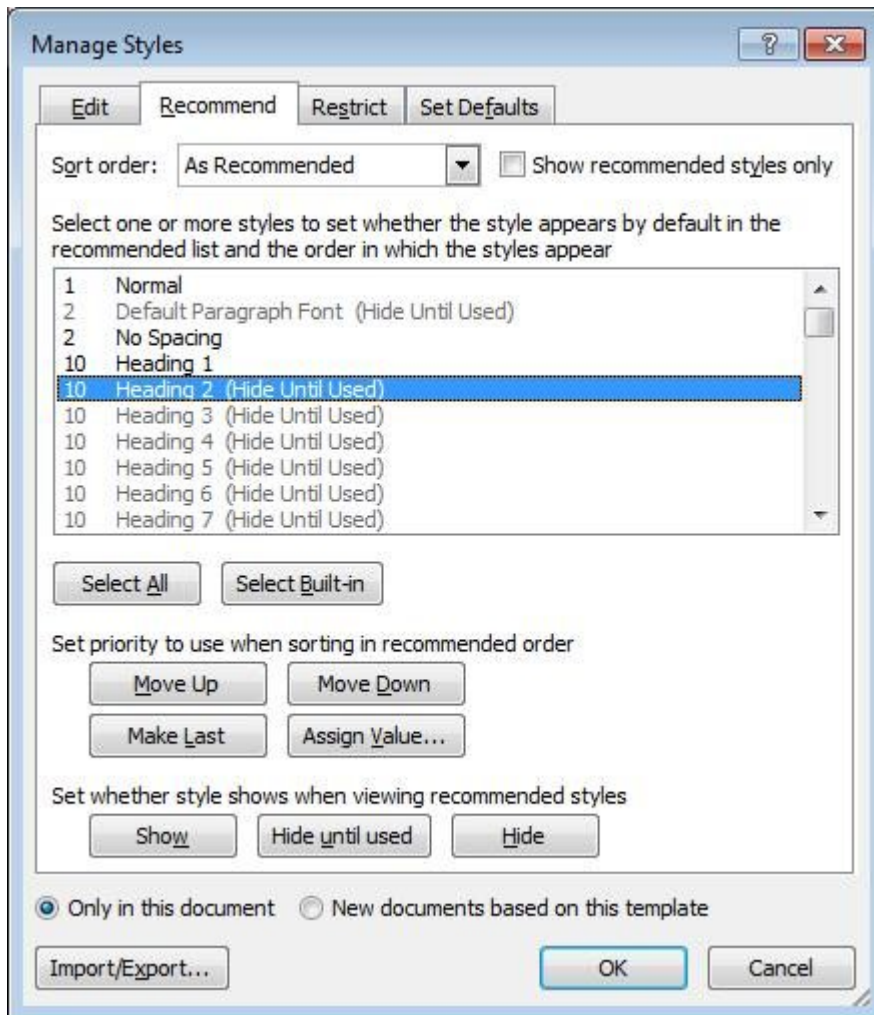 Manage Styles
Edit Recommend Restrict Set Defaults
Sort order: As Recommended Show recommended styles only
Select one or more styles to set whether the style appears by default in the
recommended list and the order in which the styles appear
1 Normal
2 Default Paragraph Font (Hide Until Used)
2 No Spacing
10 Heading 1
10 Heading 2 (Hide Until Used)
10 Heading 3 (Hide Until Used)
10 Heading 4 (Hide Until Used)
10 Heading 5 (Hide Until Used)
10 Heading 6 (Hide Until Used)
10 Heading 7 (Hide Until Used)
Select All Select Built-in
Set priority to use when sorting in recommended order
Move Up Move Down
Make Last Assign Value...
Set whether style shows when viewing recommended styles
Show Hide until used Hide
Only in this document New documents based on this template
Import/Export... OK Cancel